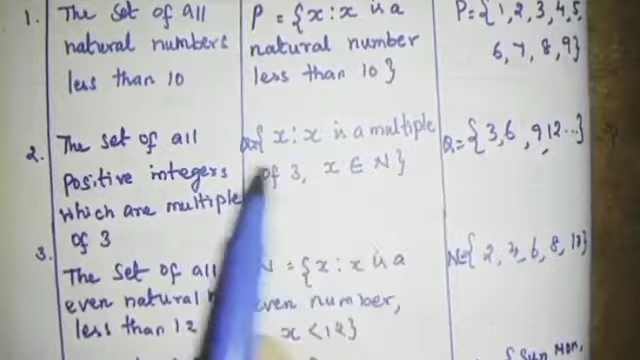 1. The set of all
natural numbers
less than 10
P = {x : x is a
natural number
less than 10}
P = {1, 2, 3, 4, 5,
6, 7, 8, 9}
2. The set of all
positive integers
which are multiple
of 3
{x : x is a multiple
of 3, x ∈ N}
Q = {3, 6, 9, 12...}
3. The set of all
even natural
less than 12
N = {x : x is a
even number,
x < 12}
N = { 2, 4, 6, 8, 10}
{ Sun, Mon,